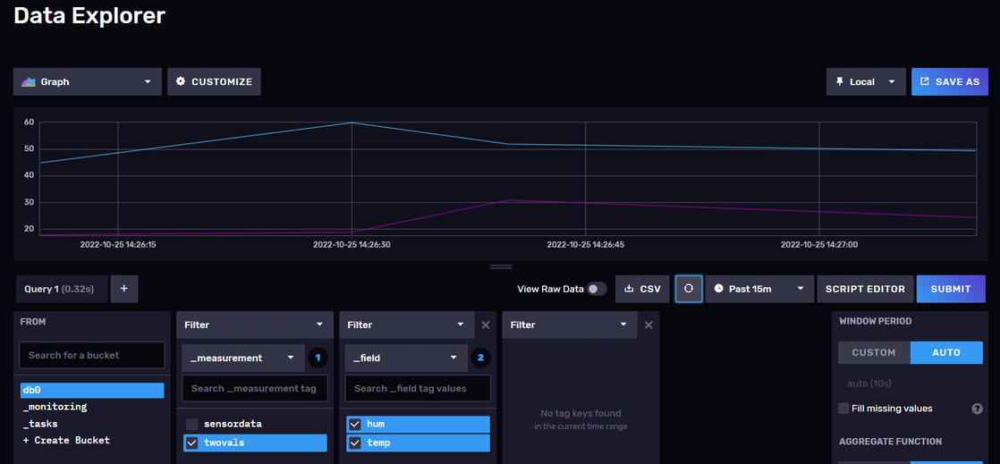 Data Explorer
Graph
CUSTOMIZE
Local
SAVE AS
60
50
40
30
20
2022-10-25 14:26:15
2022-10-25 14:26:30
2022-10-25 14:26:45
2022-10-25 14:27:00
Query 1 (0.32s)
+
View Raw Data
CSV
Past 15m
SCRIPT EDITOR
SUBMIT
FROM
Search for a bucket
db0
_monitoring
_tasks
+ Create Bucket
Filter
_measurement
1
Search _measurement tag
sensordata
twovals
Filter
_field
2
Search _field tag values
hum
temp
Filter
No tag keys found
in the current time range
WINDOW PERIOD
CUSTOM
AUTO
auto (10s)
Fill missing values
?
AGGREGATE FUNCTION